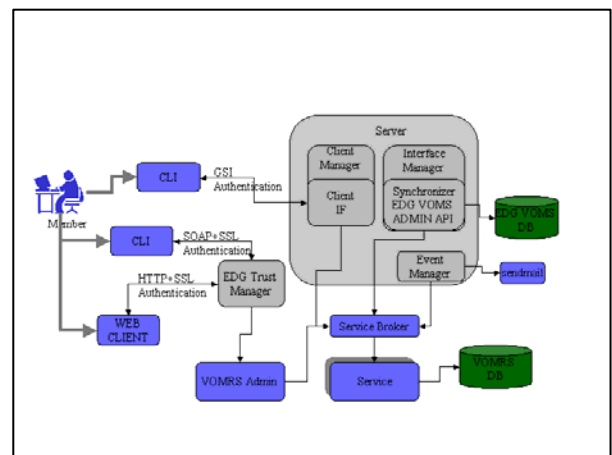 Server
Client
Manager
Interface
Manager
CLI
GSI
Authentication
Client
IF
Synchronizer
EDG VOMS
ADMIN API
EDG VOMS
DB
Member
CLI
SOAP+SSL
Authentication
EDG Trust
Manager
Event
Manager
sendmail
HTTP+SSL
Authentication
WEB
CLIENT
Service Broker
VOMRS Admin
Service
VOMRS
DB